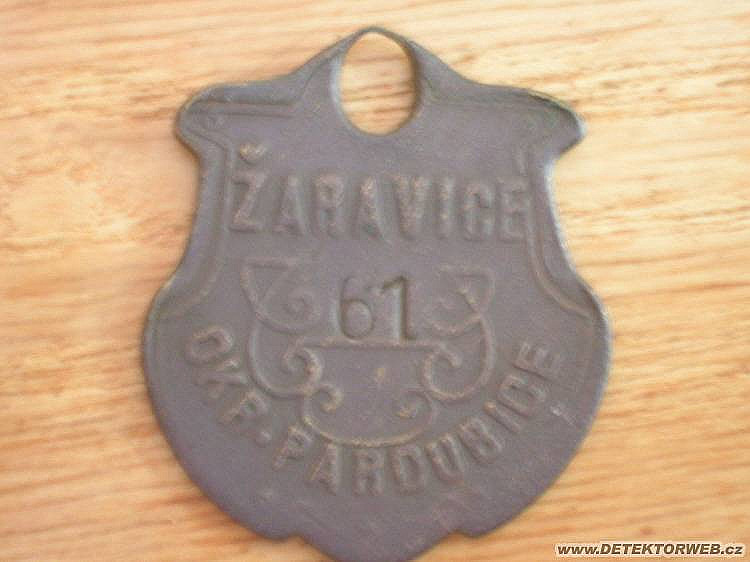 ŽARAVICE
61
OKR. PARDUBICE
www.DETEKTORWEB.cz